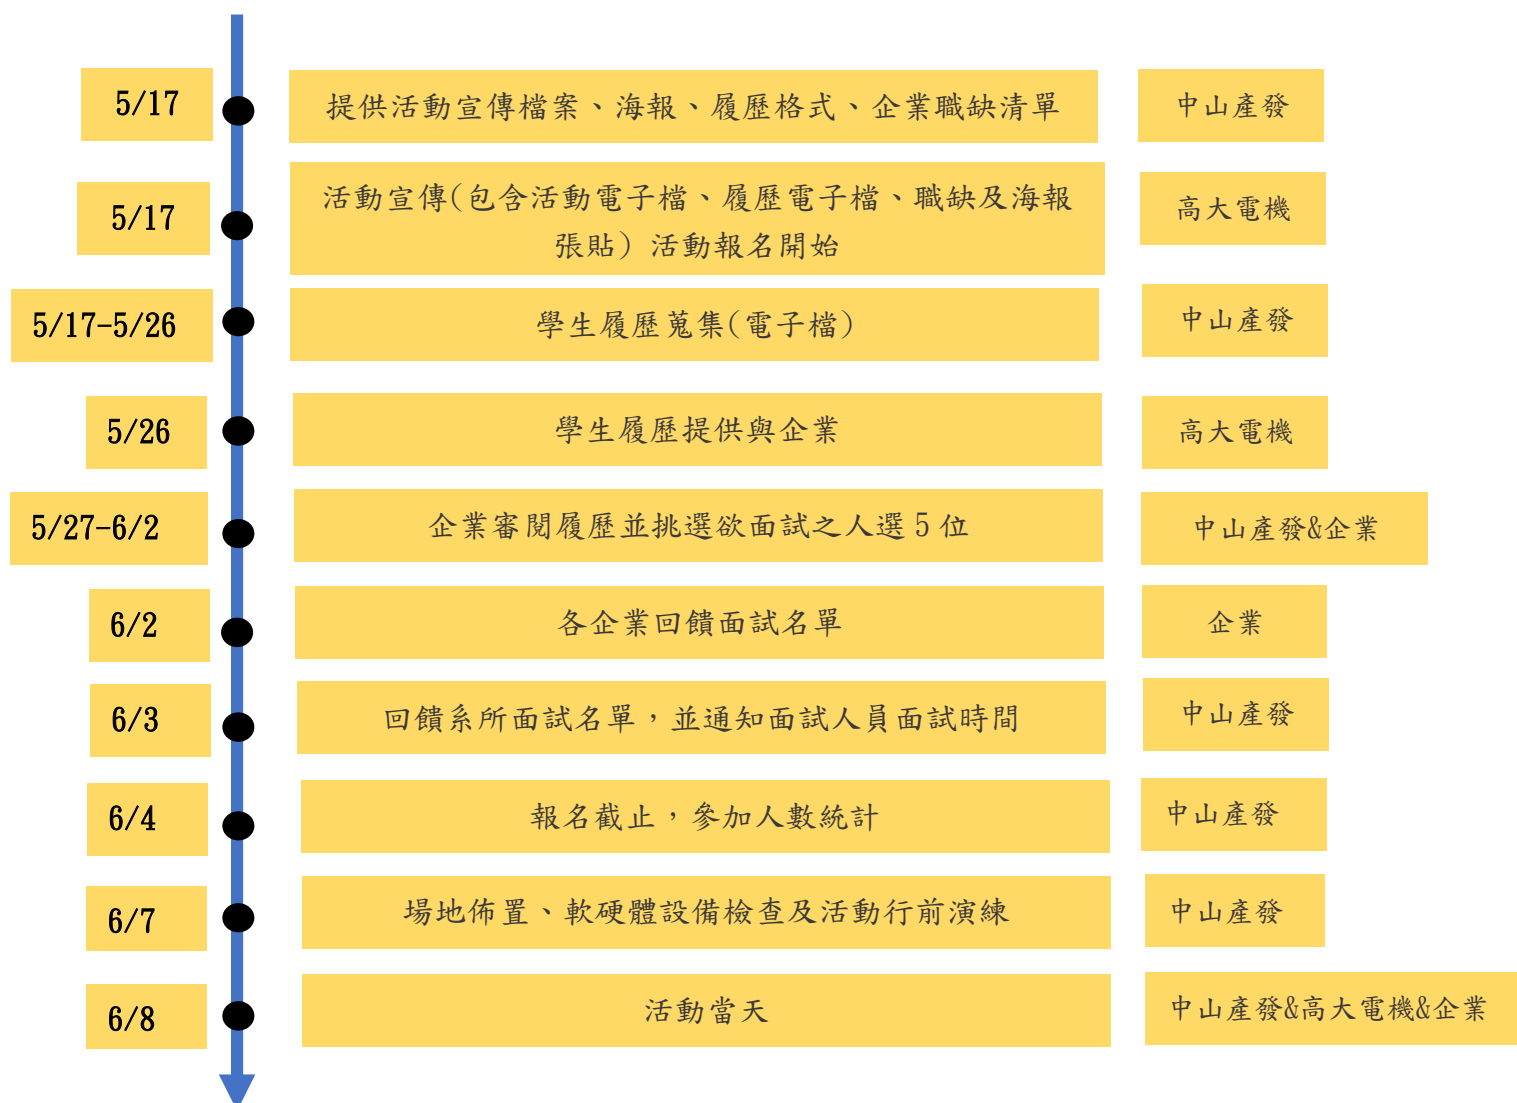 5/17
提供活動宣傳檔案、海報、履歷格式、企業職缺清單
中山產發
5/17
活動宣傳(包含活動電子檔、履歷電子檔、職缺及海報
張貼) 活動報名開始
高大電機
5/17-5/26
學生履歷蒐集(電子檔)
中山產發
5/26
學生履歷提供與企業
高大電機
5/27-6/2
企業審閱履歷並挑選欲面試之人選 5 位
中山產發&企業
6/2
各企業回饋面試名單
企業
6/3
回饋系所面試名單，並通知面試人員面試時間
中山產發
6/4
報名截止，參加人數統計
中山產發
6/7
場地佈置、軟硬體設備檢查及活動行前演練
中山產發
6/8
活動當天
中山產發&高大電機&企業